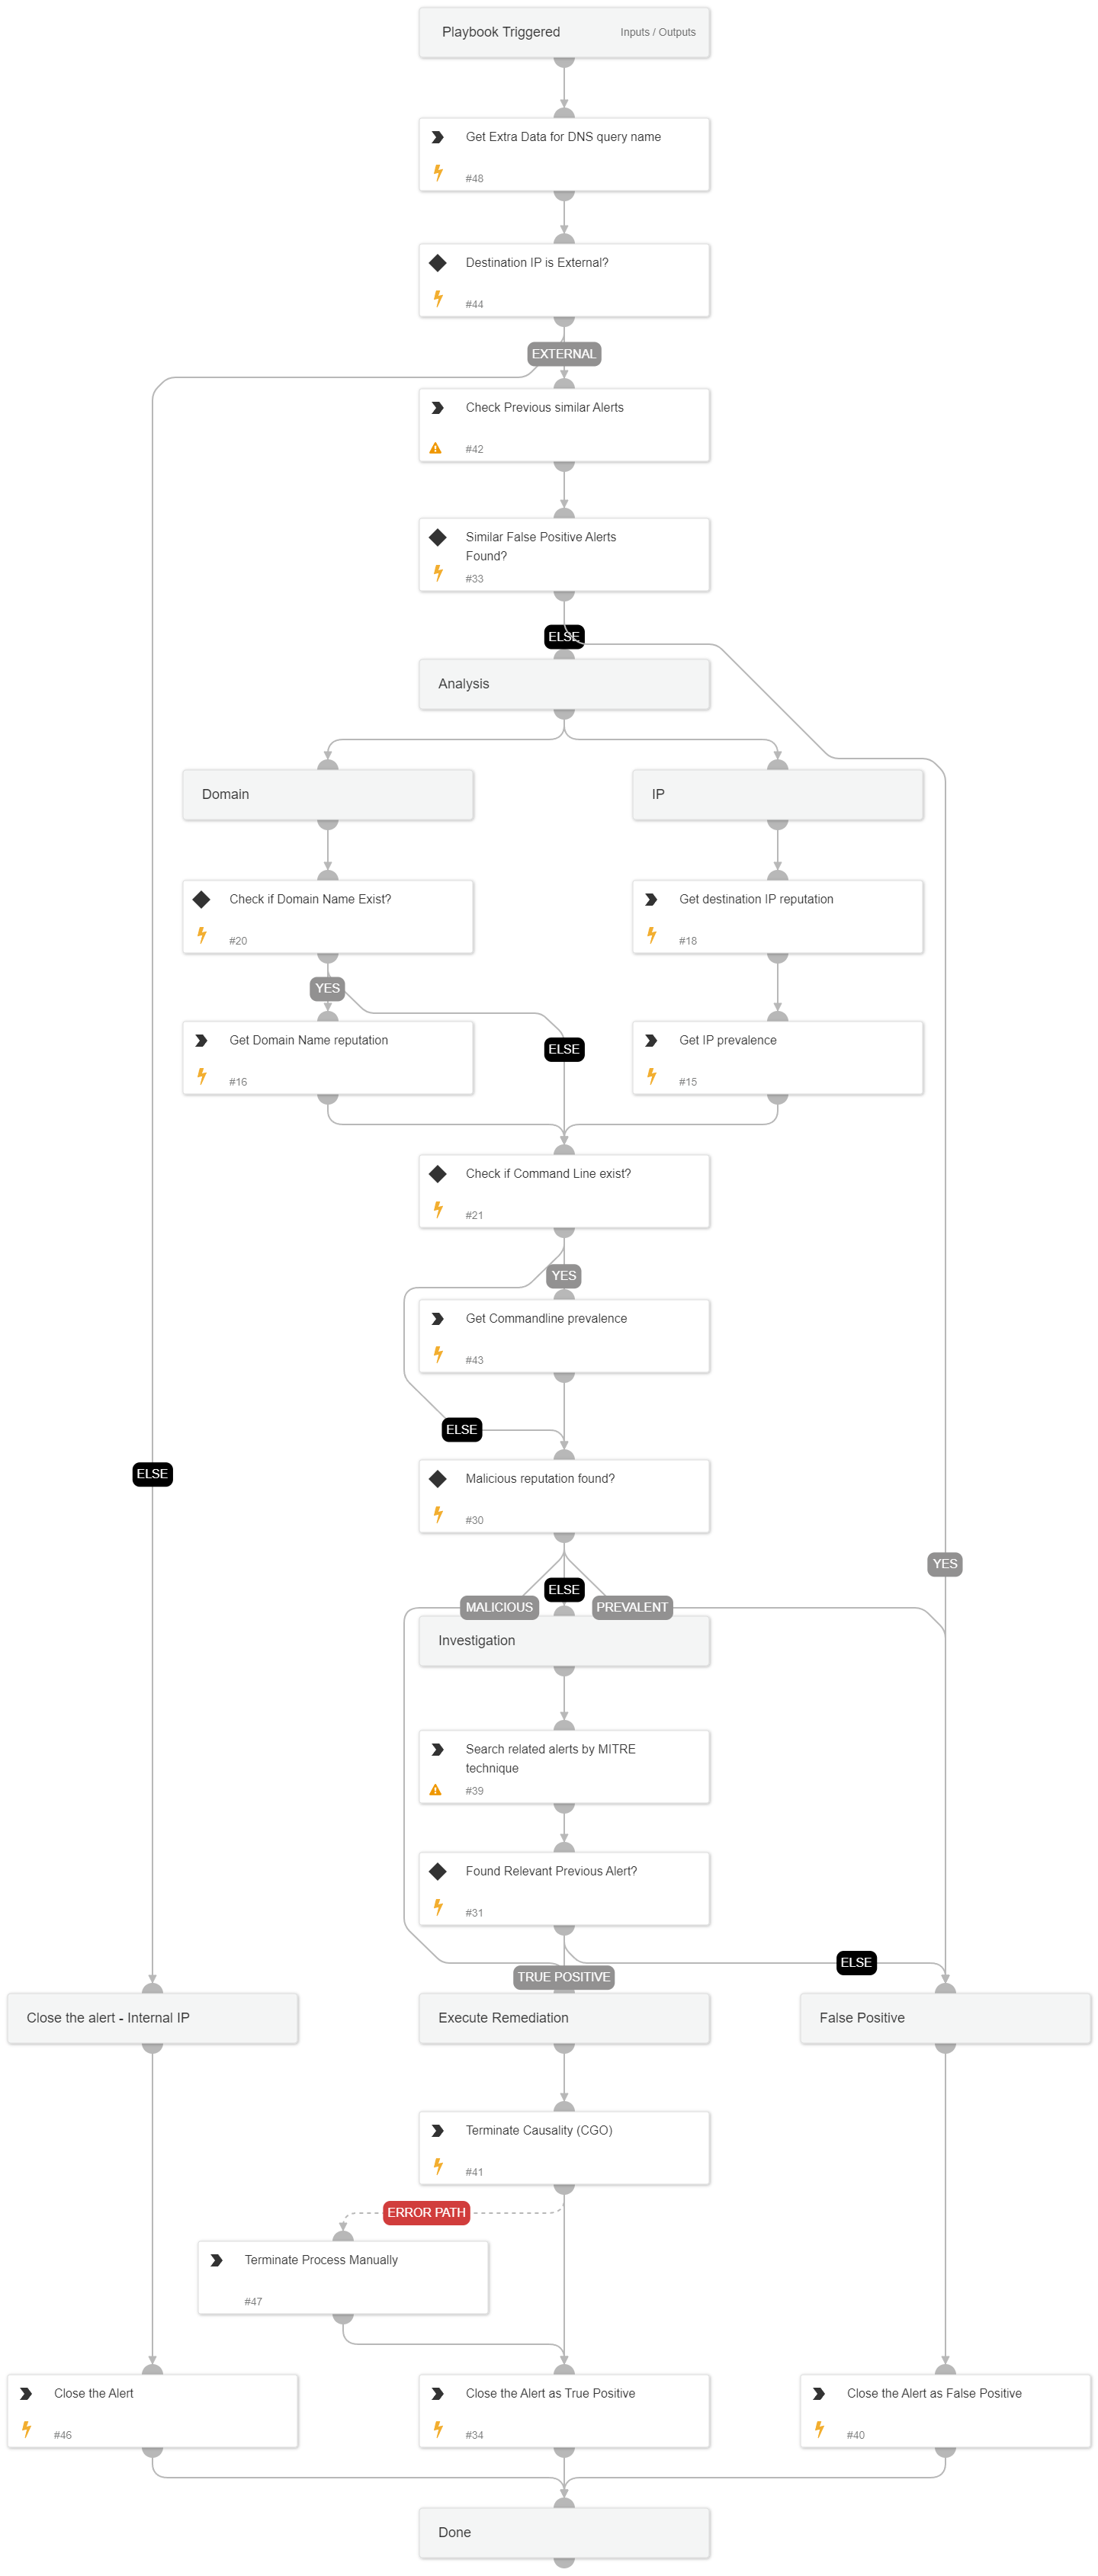 Playbook Triggered
Inputs / Outputs
Get Extra Data for DNS query name
#48
Destination IP is External?
#44
EXTERNAL
Check Previous similar Alerts
#42
Similar False Positive Alerts
Found?
#33
ELSE
Analysis
Domain
IP
Check if Domain Name Exist?
#20
Get destination IP reputation
#18
YES
Get Domain Name reputation
#16
ELSE
Get IP prevalence
#15
Check if Command Line exist?
#21
YES
Get Commandline prevalence
#43
ELSE
ELSE
Malicious reputation found?
#30
YES
ELSE
MALICIOUS
PREVALENT
Investigation
Search related alerts by MITRE
technique
#39
Found Relevant Previous Alert?
#31
ELSE
TRUE POSITIVE
Close the alert - Internal IP
Execute Remediation
False Positive
Terminate Causality (CGO)
#41
ERROR PATH
Terminate Process Manually
#47
Close the Alert
#46
Close the Alert as True Positive
#34
Close the Alert as False Positive
#40
Done